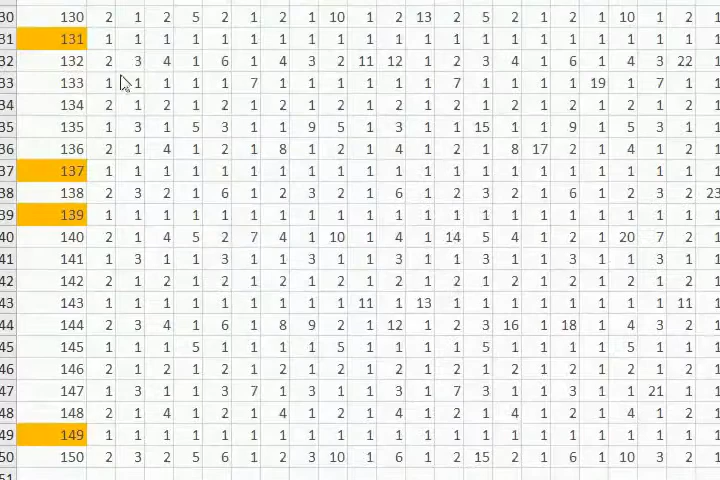 30 130 2 1 2 5 2 1 2 1 10 1 2 13 2 5 2 1 2 1 10 1 2 1
31 131 1 1 1 1 1 1 1 1 1 1 1 1 1 1 1 1 1 1 1 1 1 1
32 132 2 3 4 1 6 1 4 3 2 11 12 1 2 3 4 1 6 1 4 3 22 1
33 133 1 1 1 1 1 7 1 1 1 1 1 1 7 1 1 1 1 19 1 7 1 1
34 134 2 1 2 1 2 1 2 1 2 1 2 1 2 1 2 1 2 1 2 1 2 1
35 135 1 3 1 5 3 1 1 9 5 1 3 1 1 15 1 1 9 1 5 3 1 1
36 136 2 1 4 1 2 1 8 1 2 1 4 1 2 1 8 17 2 1 4 1 2 1
37 137 1 1 1 1 1 1 1 1 1 1 1 1 1 1 1 1 1 1 1 1 1 1
38 138 2 3 2 1 6 1 2 3 2 1 6 1 2 3 2 1 6 1 2 3 2 23
39 139 1 1 1 1 1 1 1 1 1 1 1 1 1 1 1 1 1 1 1 1 1 1
40 140 2 1 4 5 2 7 4 1 10 1 4 1 14 5 4 1 2 1 20 7 2 1
41 141 1 3 1 1 3 1 1 3 1 1 3 1 1 3 1 1 3 1 1 3 1 1
42 142 2 1 2 1 2 1 2 1 2 1 2 1 2 1 2 1 2 1 2 1 2 1
43 143 1 1 1 1 1 1 1 1 1 11 1 13 1 1 1 1 1 1 1 1 11 1
44 144 2 3 4 1 6 1 8 9 2 1 12 1 2 3 16 1 18 1 4 3 2 1
45 145 1 1 1 5 1 1 1 1 5 1 1 1 1 5 1 1 1 1 5 1 1 1
46 146 2 1 2 1 2 1 2 1 2 1 2 1 2 1 2 1 2 1 2 1 2 1
47 147 1 3 1 1 3 7 1 3 1 1 3 1 7 3 1 1 3 1 1 21 1 1
48 148 2 1 4 1 2 1 4 1 2 1 4 1 2 1 4 1 2 1 4 1 2 1
49 149 1 1 1 1 1 1 1 1 1 1 1 1 1 1 1 1 1 1 1 1 1 1
50 150 2 3 2 5 6 1 2 3 10 1 6 1 2 15 2 1 6 1 10 3 2 1